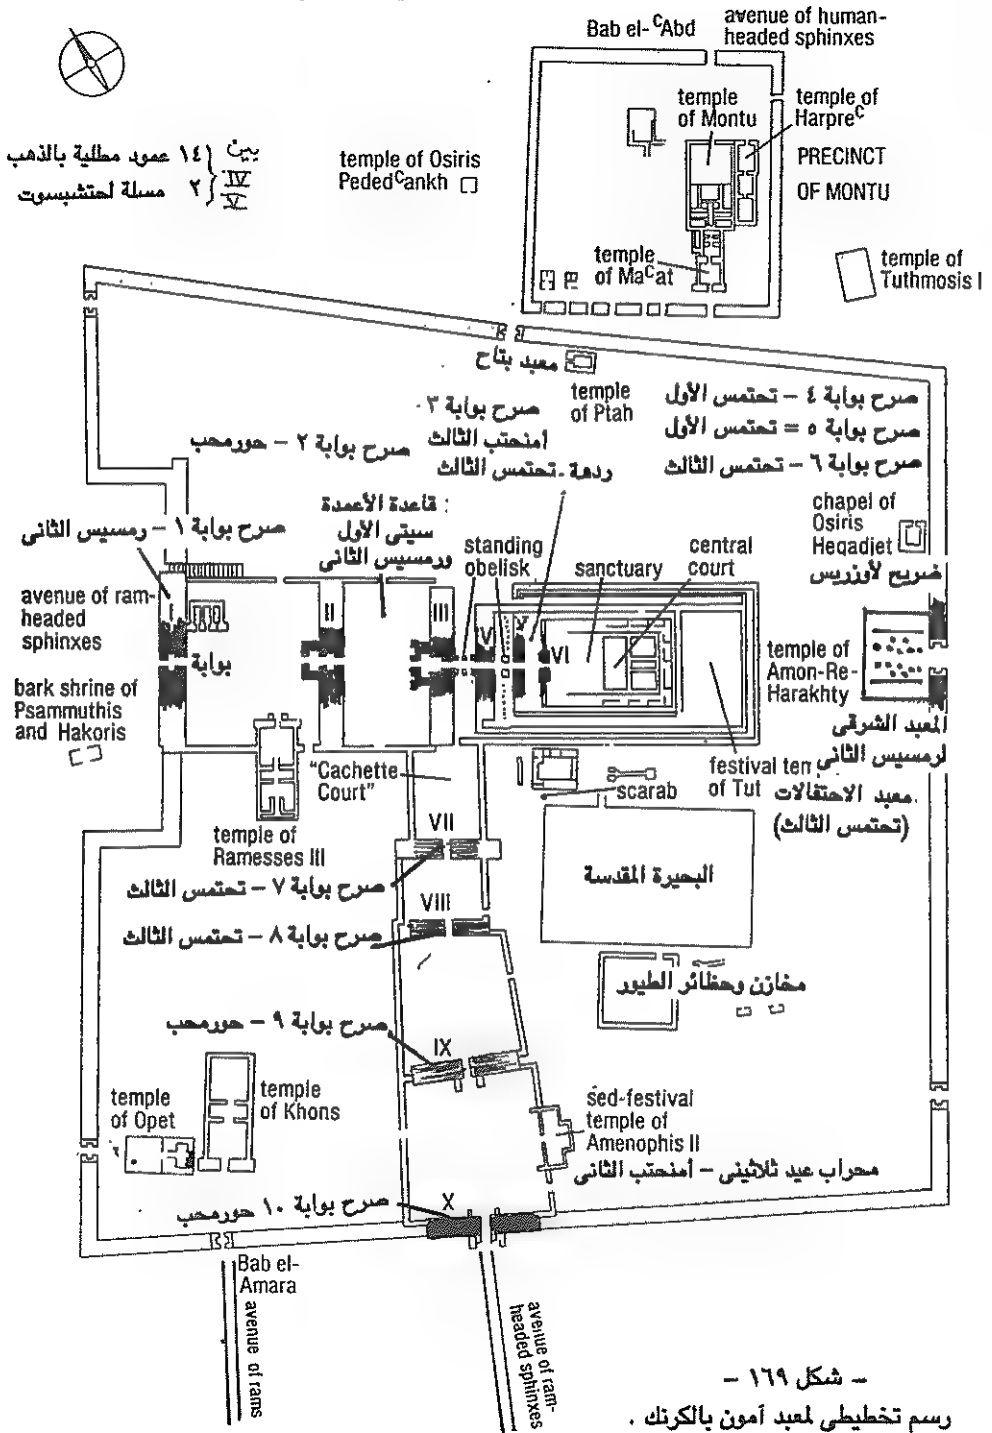 Bab el-ᶜAbd
avenue of human-
headed sphinxes
temple
of Montu
temple of
Harpreᶜ
PRECINCT
OF MONTU
بين
IV
V
١٤ عمود مطلية بالذهب
٢ مسلة لحتشبسوت
temple of Osiris
Pededᶜankh
temple
of Maᶜat
temple of
Tuthmosis I
معبد بتاح
temple
of Ptah
صرح بوابة ٣
أمنحتب الثالث
ردهة تحتمس الثالث
صرح بوابة ٤ – تحتمس الأول
صرح بوابة ٥ = تحتمس الأول
صرح بوابة ٦ – تحتمس الثالث
صرح بوابة ٢ – حورمحب
صرح بوابة ١ – رمسيس الثانى
: قاعدة الأعمدة
سيتى الأول
ورمسيس الثانى
chapel of
Osiris
Heqadjet
ضريح لأوزريس
standing
obelisk
sanctuary
central
court
avenue of ram-
headed
sphinxes
I
II
III
V
V
VI
بوابة
bark shrine of
Psammuthis
and Hakoris
temple of
Amon-Re-
Harakhty
المعبد الشرقى
لرمسيس الثانى
"Cachette
Court"
scarab
festival tem
of Tut
معبد الاحتفالات
(تحتمس الثالث)
temple of
Ramesses III
VII
صرح بوابة ٧ – تحتمس الثالث
البحيرة المقدسة
VIII
صرح بوابة ٨ – تحتمس الثالث
مخازن وحظائر الطيور
صرح بوابة ٩ – حورمحب
IX
temple
of Opet
temple
of Khons
sed-festival
temple of
Amenophis II
محراب عيد ثلاثينى – أمنحتب الثانى
صرح بوابة ١٠ حورمحب
X
Bab el-
Amara
avenue of rams
avenue of ram-
headed sphinxes
– شكل ١٦٩ –
رسم تخطيطي لمعبد آمون بالكرنك .